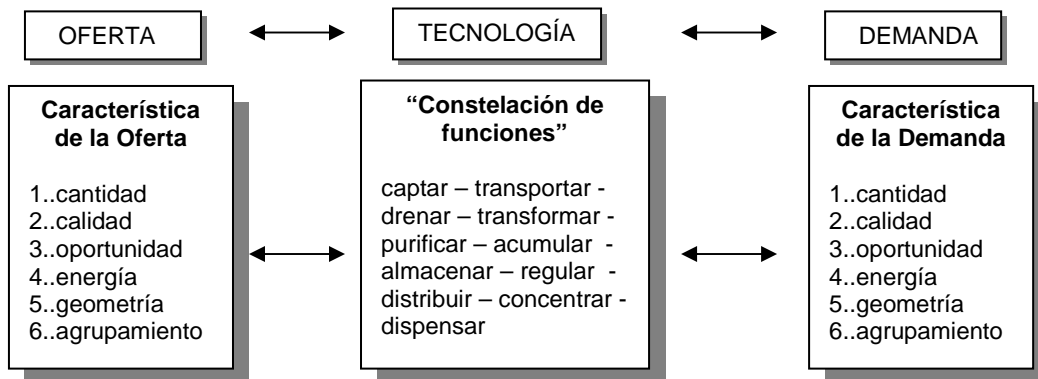 OFERTA
TECNOLOGÍA
DEMANDA
Característica
de la Oferta
1..cantidad
2..calidad
3..oportunidad
4..energía
5..geometría
6..agrupamiento
“Constelación de
funciones”
captar – transportar -
drenar – transformar -
purificar – acumular -
almacenar – regular -
distribuir – concentrar -
dispensar
Característica
de la Demanda
1..cantidad
2..calidad
3..oportunidad
4..energía
5..geometría
6..agrupamiento